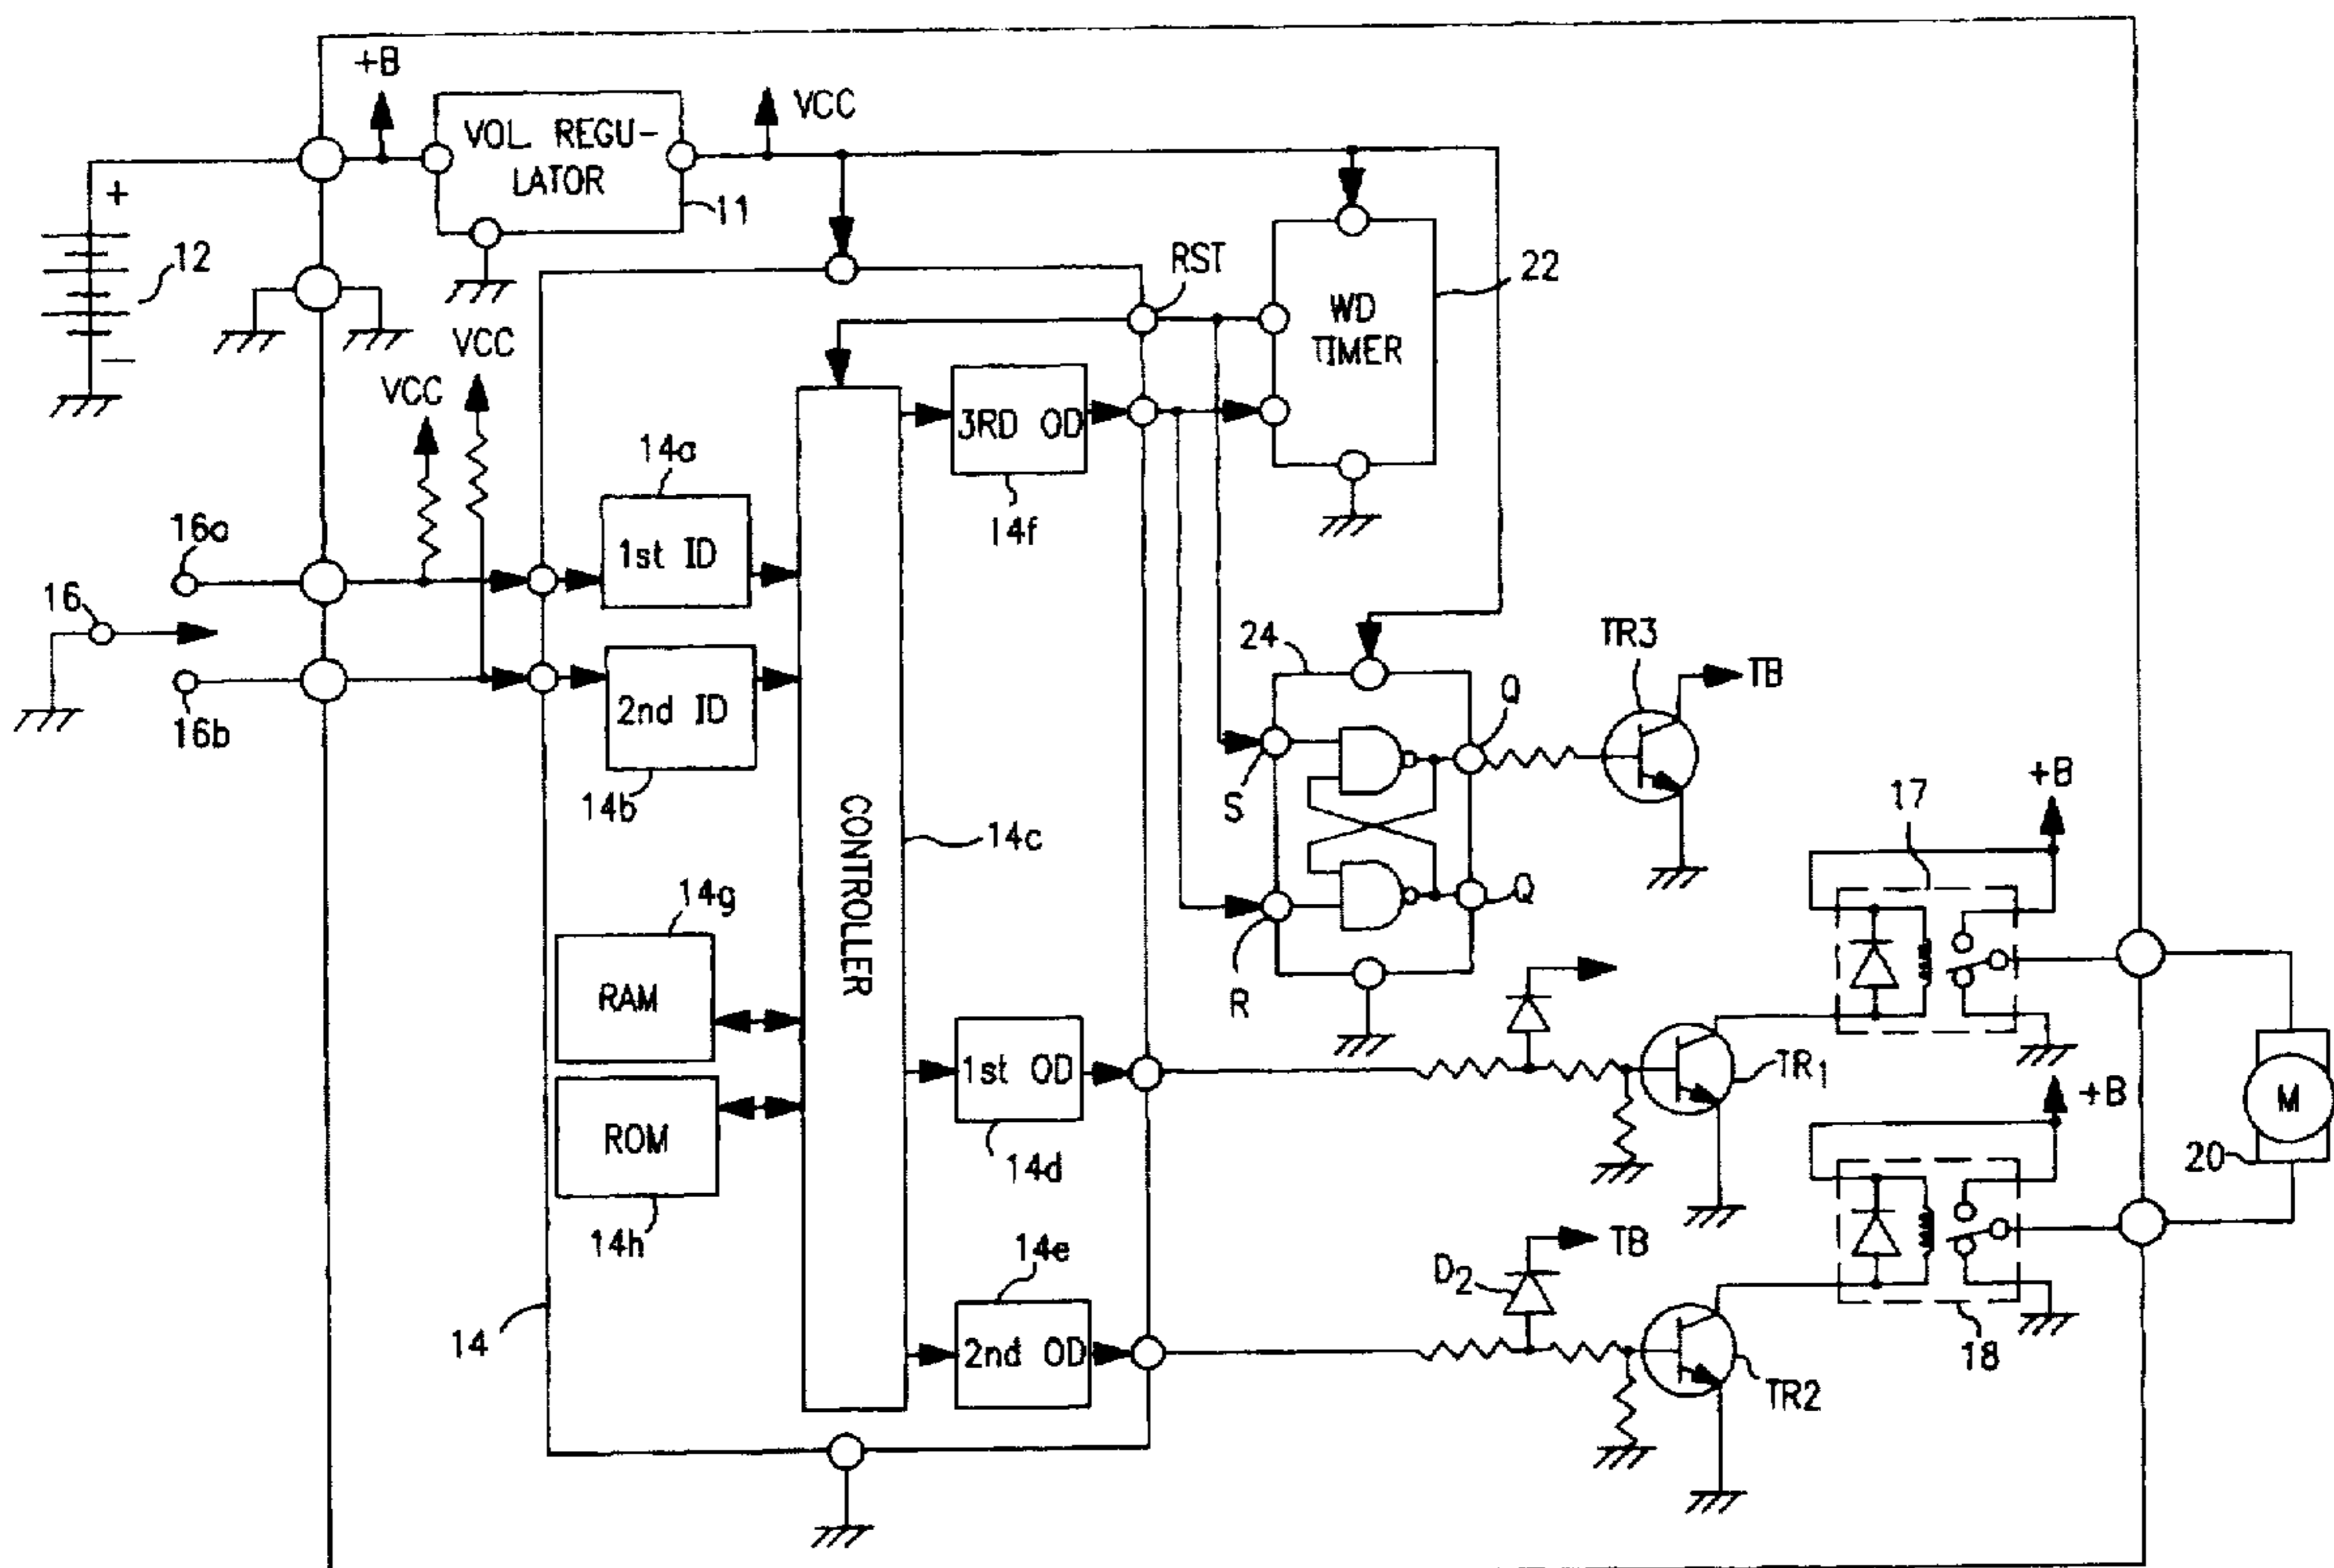 +B
VOL. REGU-
LATOR
11
VCC
+
12
—
VCC
VCC
RST
WD
TIMER
22
3RD OD
14f
14a
1st ID
16a
16
16b
2nd ID
14b
CONTROLLER
14c
24
S
R
Q
Q
TR3
TB
14g
RAM
ROM
14h
1st OD
14d
14e
2nd OD
14
17
+B
TR1
+B
M
20
D2
TB
TR2
18